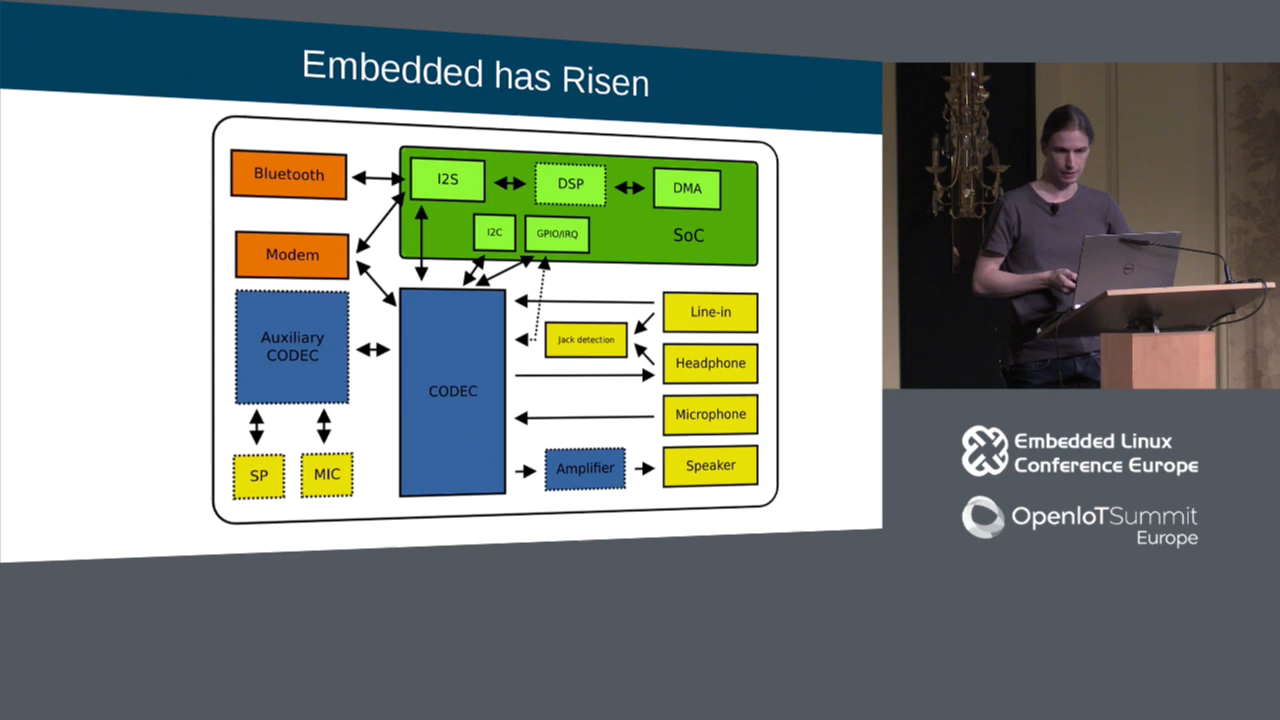 Embedded has Risen
Bluetooth
I2S
DSP
DMA
I2C
GPIO/IRQ
SoC
Modem
Auxiliary
CODEC
CODEC
Line-in
Jack detection
Headphone
Microphone
Amplifier
Speaker
SP
MIC
DELL
Embedded Linux
Conference Europe
OpenIoTSummit
Europe